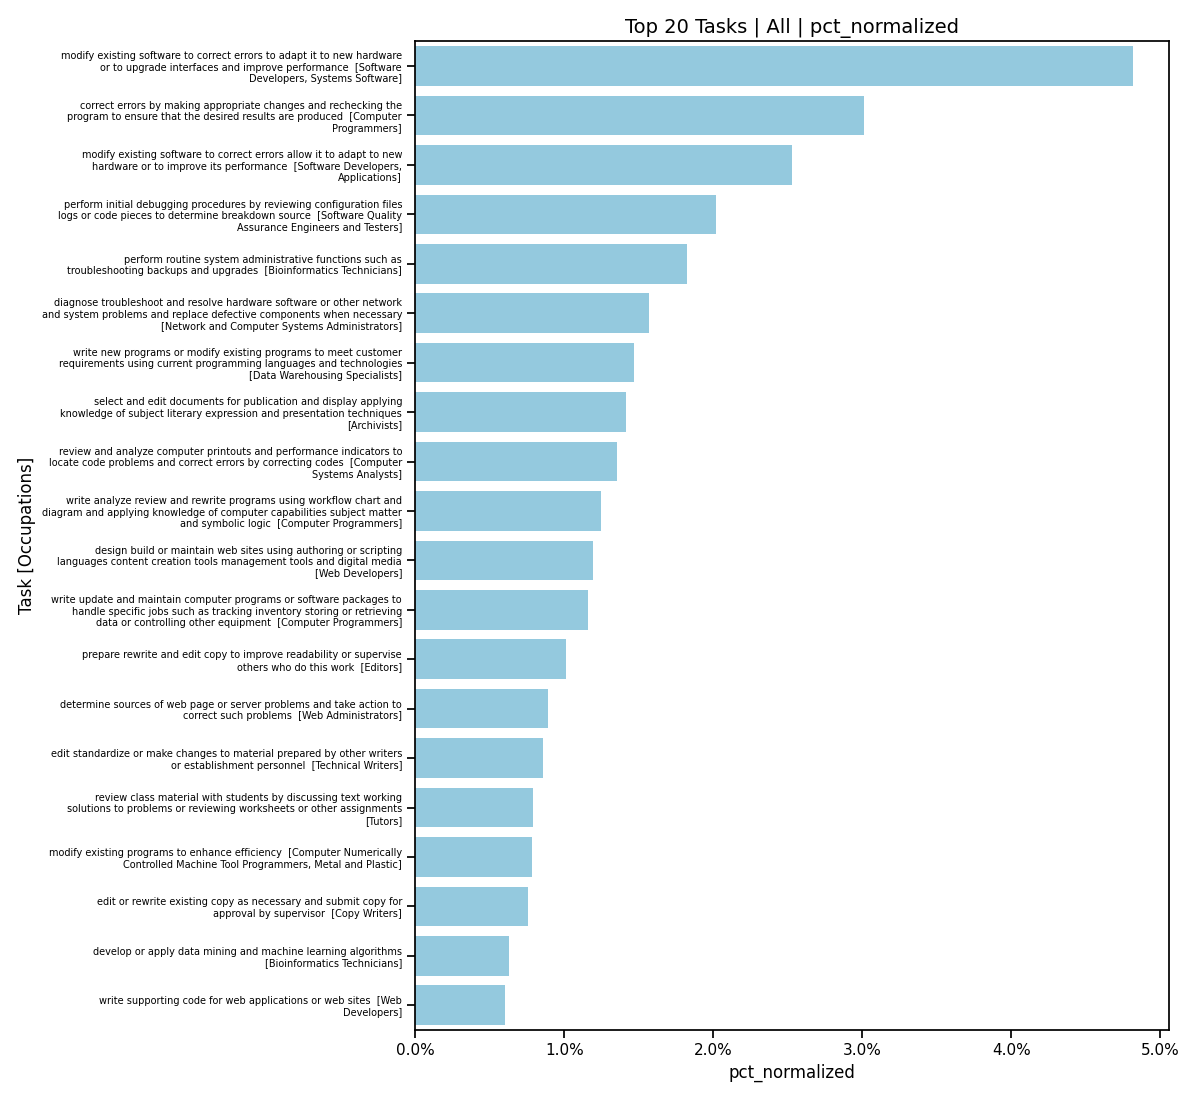 Top 20 Tasks | All | pct_normalized
modify existing software to correct errors to adapt it to new hardware
or to upgrade interfaces and improve performance  [Software
Developers, Systems Software]
correct errors by making appropriate changes and rechecking the
program to ensure that the desired results are produced  [Computer
Programmers]
modify existing software to correct errors allow it to adapt to new
hardware or to improve its performance  [Software Developers,
Applications]
perform initial debugging procedures by reviewing configuration files
logs or code pieces to determine breakdown source  [Software Quality
Assurance Engineers and Testers]
perform routine system administrative functions such as
troubleshooting backups and upgrades  [Bioinformatics Technicians]
diagnose troubleshoot and resolve hardware software or other network
and system problems and replace defective components when necessary
[Network and Computer Systems Administrators]
write new programs or modify existing programs to meet customer
requirements using current programming languages and technologies
[Data Warehousing Specialists]
select and edit documents for publication and display applying
knowledge of subject literary expression and presentation techniques
[Archivists]
review and analyze computer printouts and performance indicators to
locate code problems and correct errors by correcting codes  [Computer
Systems Analysts]
write analyze review and rewrite programs using workflow chart and
diagram and applying knowledge of computer capabilities subject matter
and symbolic logic  [Computer Programmers]
design build or maintain web sites using authoring or scripting
languages content creation tools management tools and digital media
[Web Developers]
write update and maintain computer programs or software packages to
handle specific jobs such as tracking inventory storing or retrieving
data or controlling other equipment  [Computer Programmers]
prepare rewrite and edit copy to improve readability or supervise
others who do this work  [Editors]
determine sources of web page or server problems and take action to
correct such problems  [Web Administrators]
edit standardize or make changes to material prepared by other writers
or establishment personnel  [Technical Writers]
review class material with students by discussing text working
solutions to problems or reviewing worksheets or other assignments
[Tutors]
modify existing programs to enhance efficiency  [Computer Numerically
Controlled Machine Tool Programmers, Metal and Plastic]
edit or rewrite existing copy as necessary and submit copy for
approval by supervisor  [Copy Writers]
develop or apply data mining and machine learning algorithms
[Bioinformatics Technicians]
write supporting code for web applications or web sites  [Web
Developers]
Task [Occupations]
0.0% 1.0% 2.0% 3.0% 4.0% 5.0%
pct_normalized